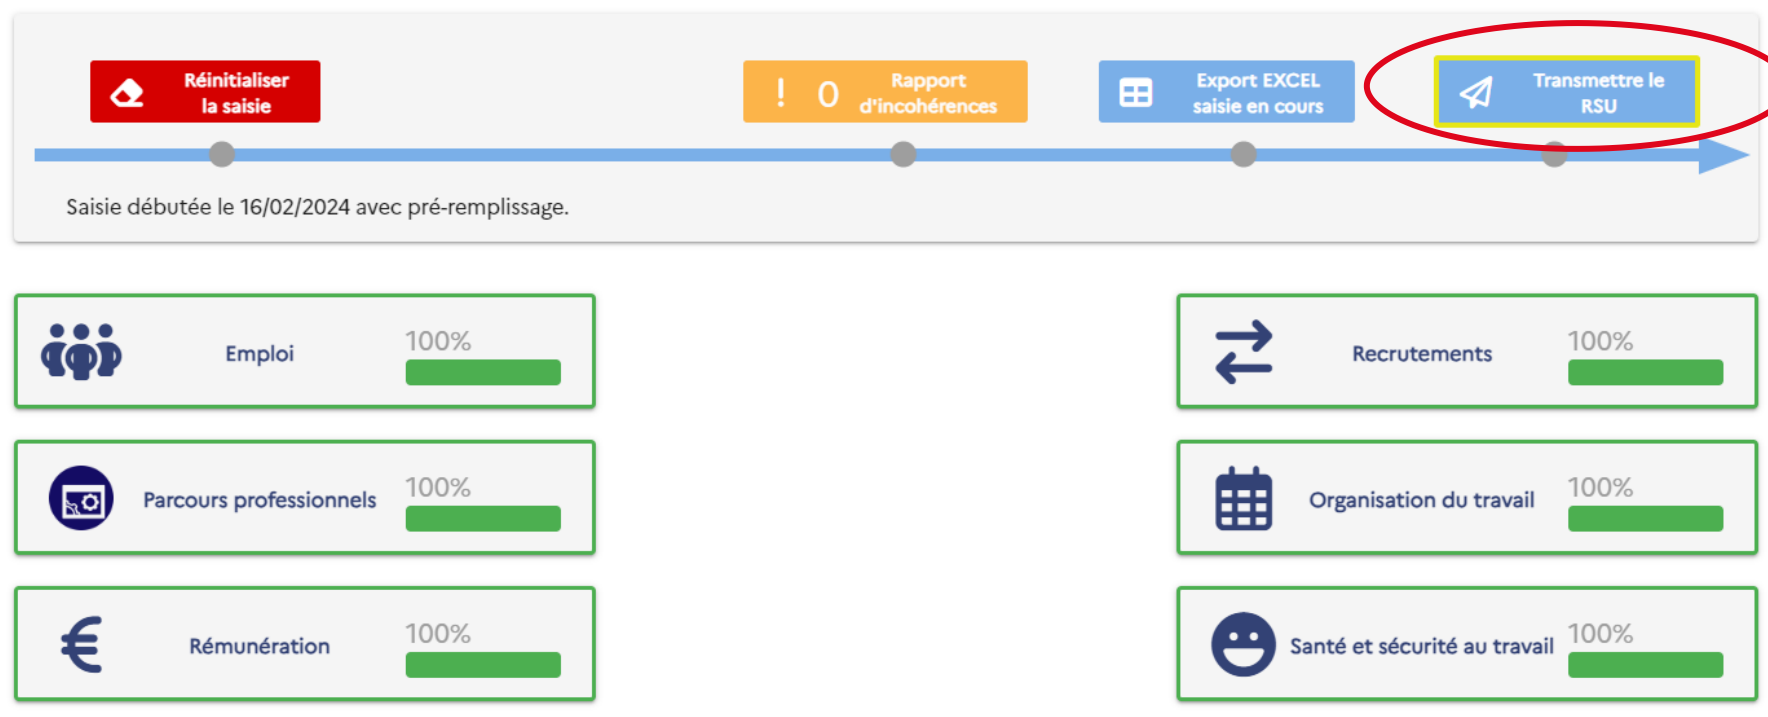 Réinitialiser
la saisie
! 0 Rapport
d'incohérences
Export EXCEL
saisie en cours
Transmettre le
RSU
Saisie débutée le 16/02/2024 avec pré-remplissage.
Emploi 100%
Recrutements 100%
Parcours professionnels 100%
Organisation du travail 100%
€ Rémunération 100%
Santé et sécurité au travail 100%